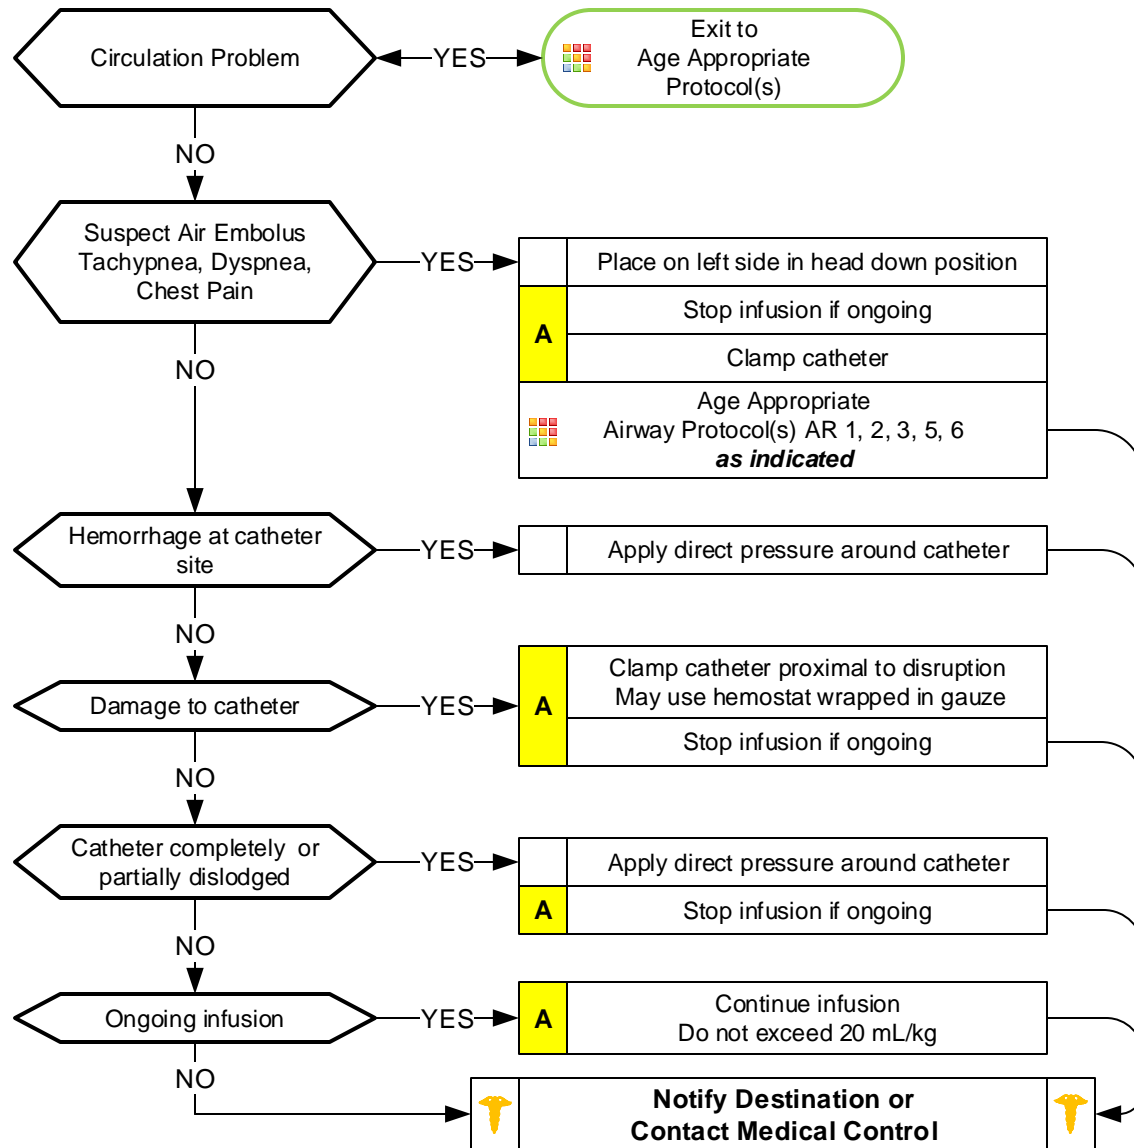 Circulation Problem
YES
Exit to
Age Appropriate
Protocol(s)
NO
Suspect Air Embolus
Tachypnea, Dyspnea,
Chest Pain
YES
Place on left side in head down position
A
Stop infusion if ongoing
Clamp catheter
Age Appropriate
Airway Protocol(s) AR 1, 2, 3, 5, 6
as indicated
NO
Hemorrhage at catheter
site
YES
Apply direct pressure around catheter
NO
Damage to catheter
YES
A
Clamp catheter proximal to disruption
May use hemostat wrapped in gauze
Stop infusion if ongoing
NO
Catheter completely or
partially dislodged
YES
Apply direct pressure around catheter
A
Stop infusion if ongoing
NO
Ongoing infusion
YES
A
Continue infusion
Do not exceed 20 mL/kg
NO
Notify Destination or
Contact Medical Control